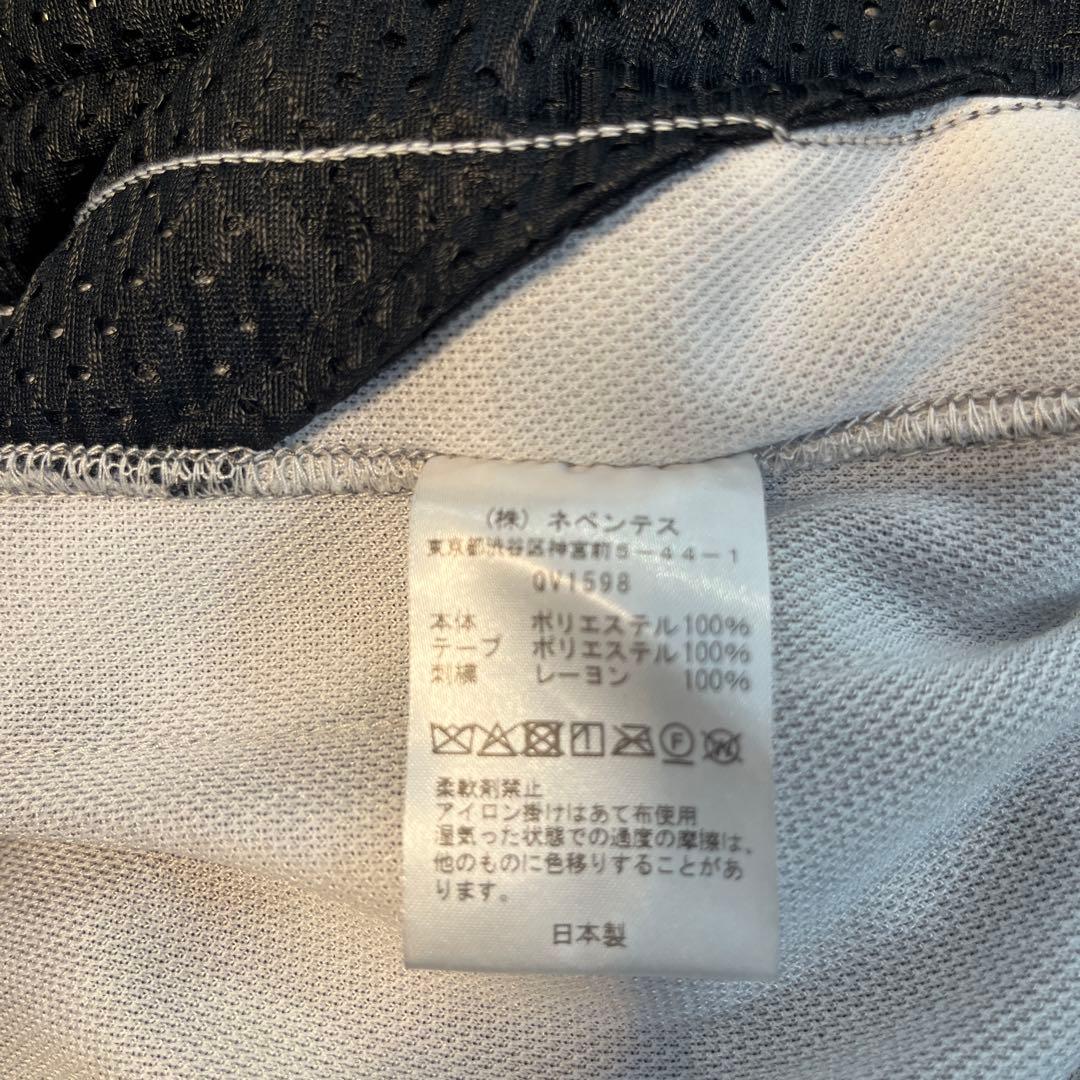 (株) ネペンテス
東京都渋谷区神宮前5-44-1
QV1598
本体 ポリエステル100%
テープ ポリエステル100%
刺繍 レーヨン 100%
F W
柔軟剤禁止
アイロン掛けはあて布使用
湿気った状態での過度の摩擦は、
他のものに色移りすることがあ
ります。
日本製